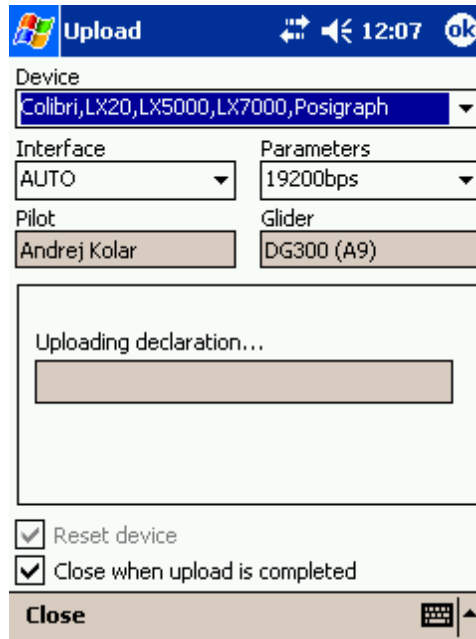 Upload 12:07 ok
Device
Colibri,LX20,LX5000,LX7000,Posigraph
Interface Parameters
AUTO 19200bps
Pilot Glider
Andrej Kolar DG300 (A9)
Uploading declaration...
Reset device
Close when upload is completed
Close